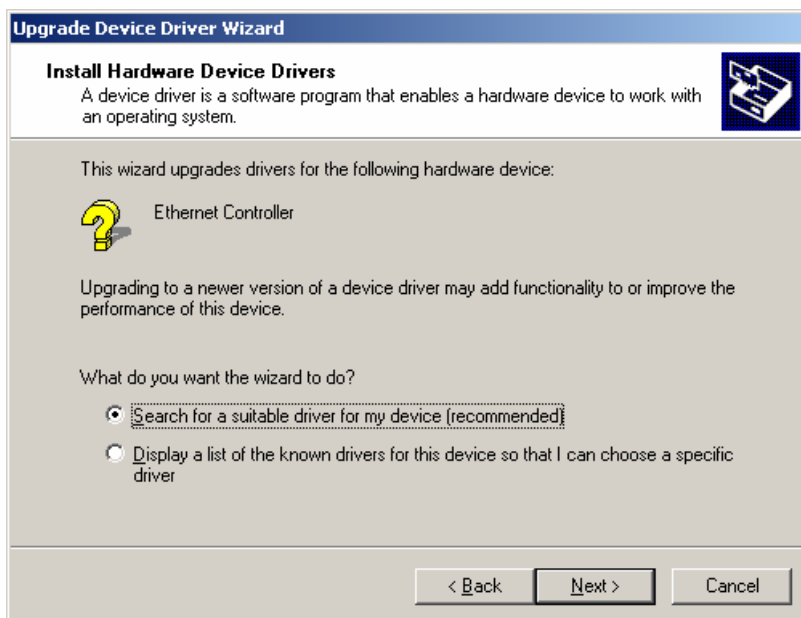 Upgrade Device Driver Wizard
Install Hardware Device Drivers
A device driver is a software program that enables a hardware device to work with
an operating system.
This wizard upgrades drivers for the following hardware device:
Ethernet Controller
Upgrading to a newer version of a device driver may add functionality to or improve the
performance of this device.
What do you want the wizard to do?
Search for a suitable driver for my device (recommended)
Display a list of the known drivers for this device so that I can choose a specific
driver
< Back Next > Cancel